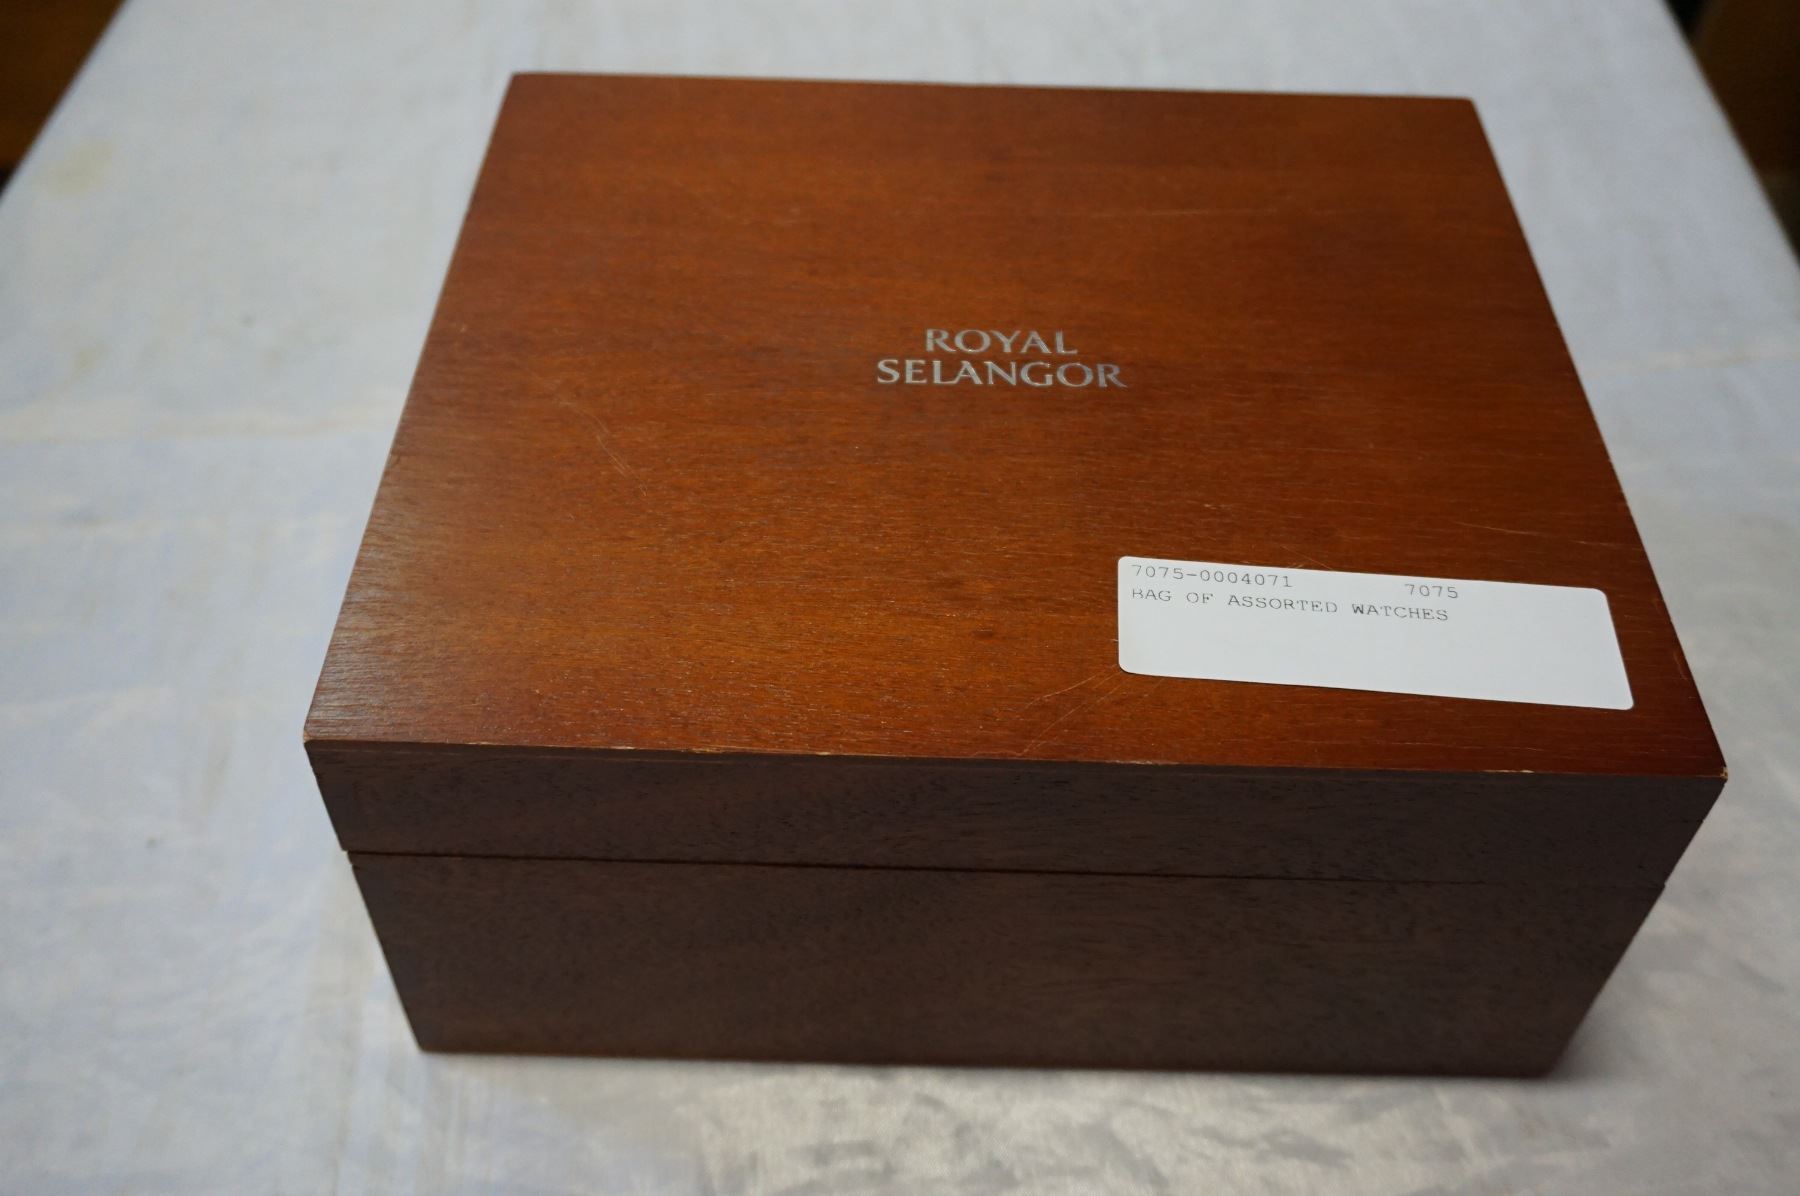 ROYAL
SELANGOR
7075-0004071 7075
BAG OF ASSORTED WATCHES